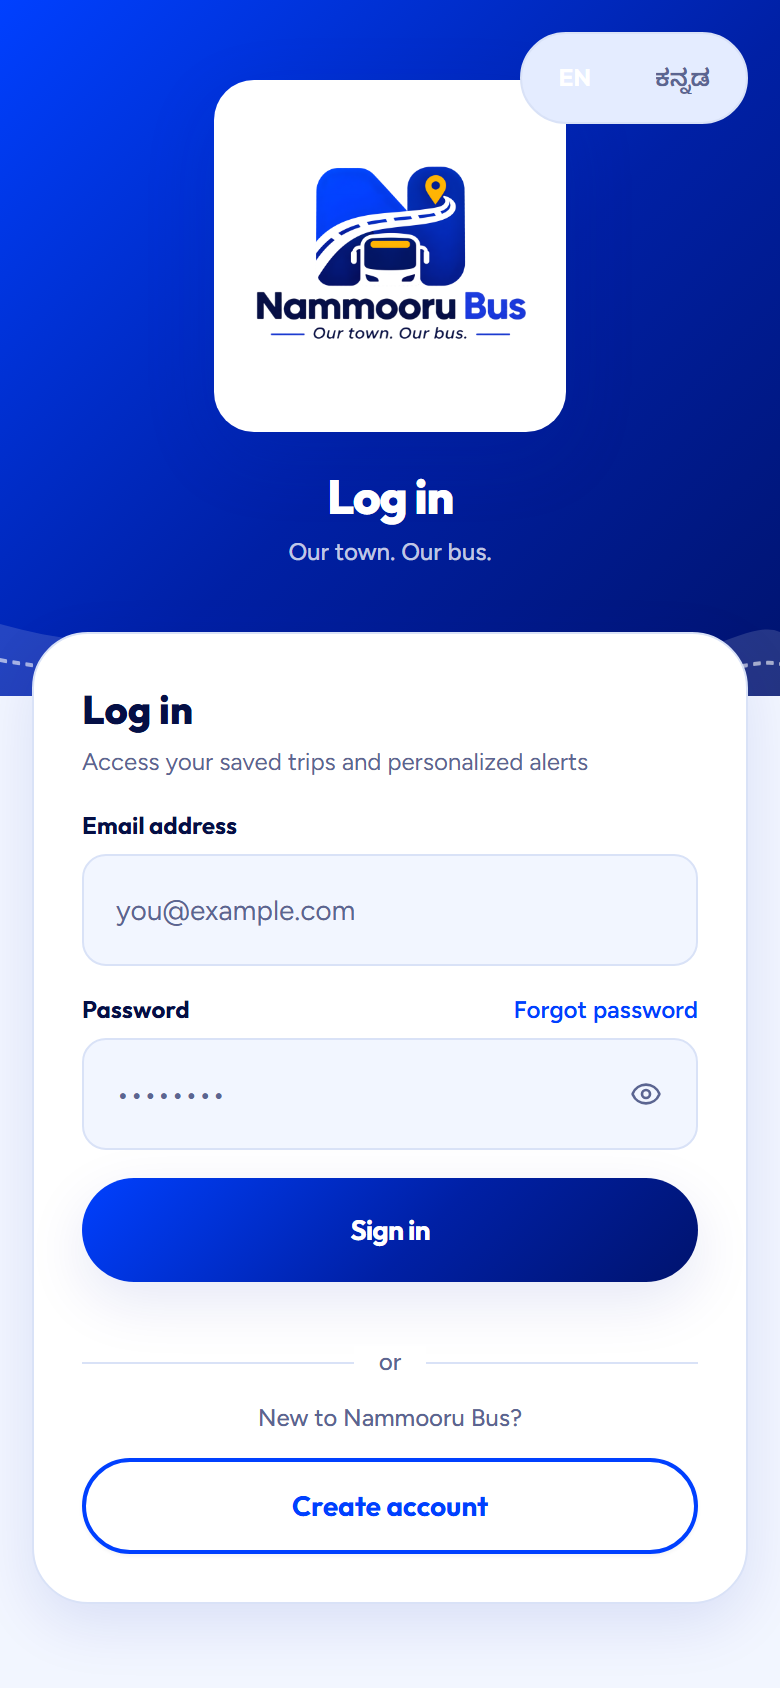 EN ಕನ್ನಡ
Nammooru Bus
Our town. Our bus.
Log in
Our town. Our bus.
Log in
Access your saved trips and personalized alerts
Email address
you@example.com
Password Forgot password
••••••••
Sign in
or
New to Nammooru Bus?
Create account